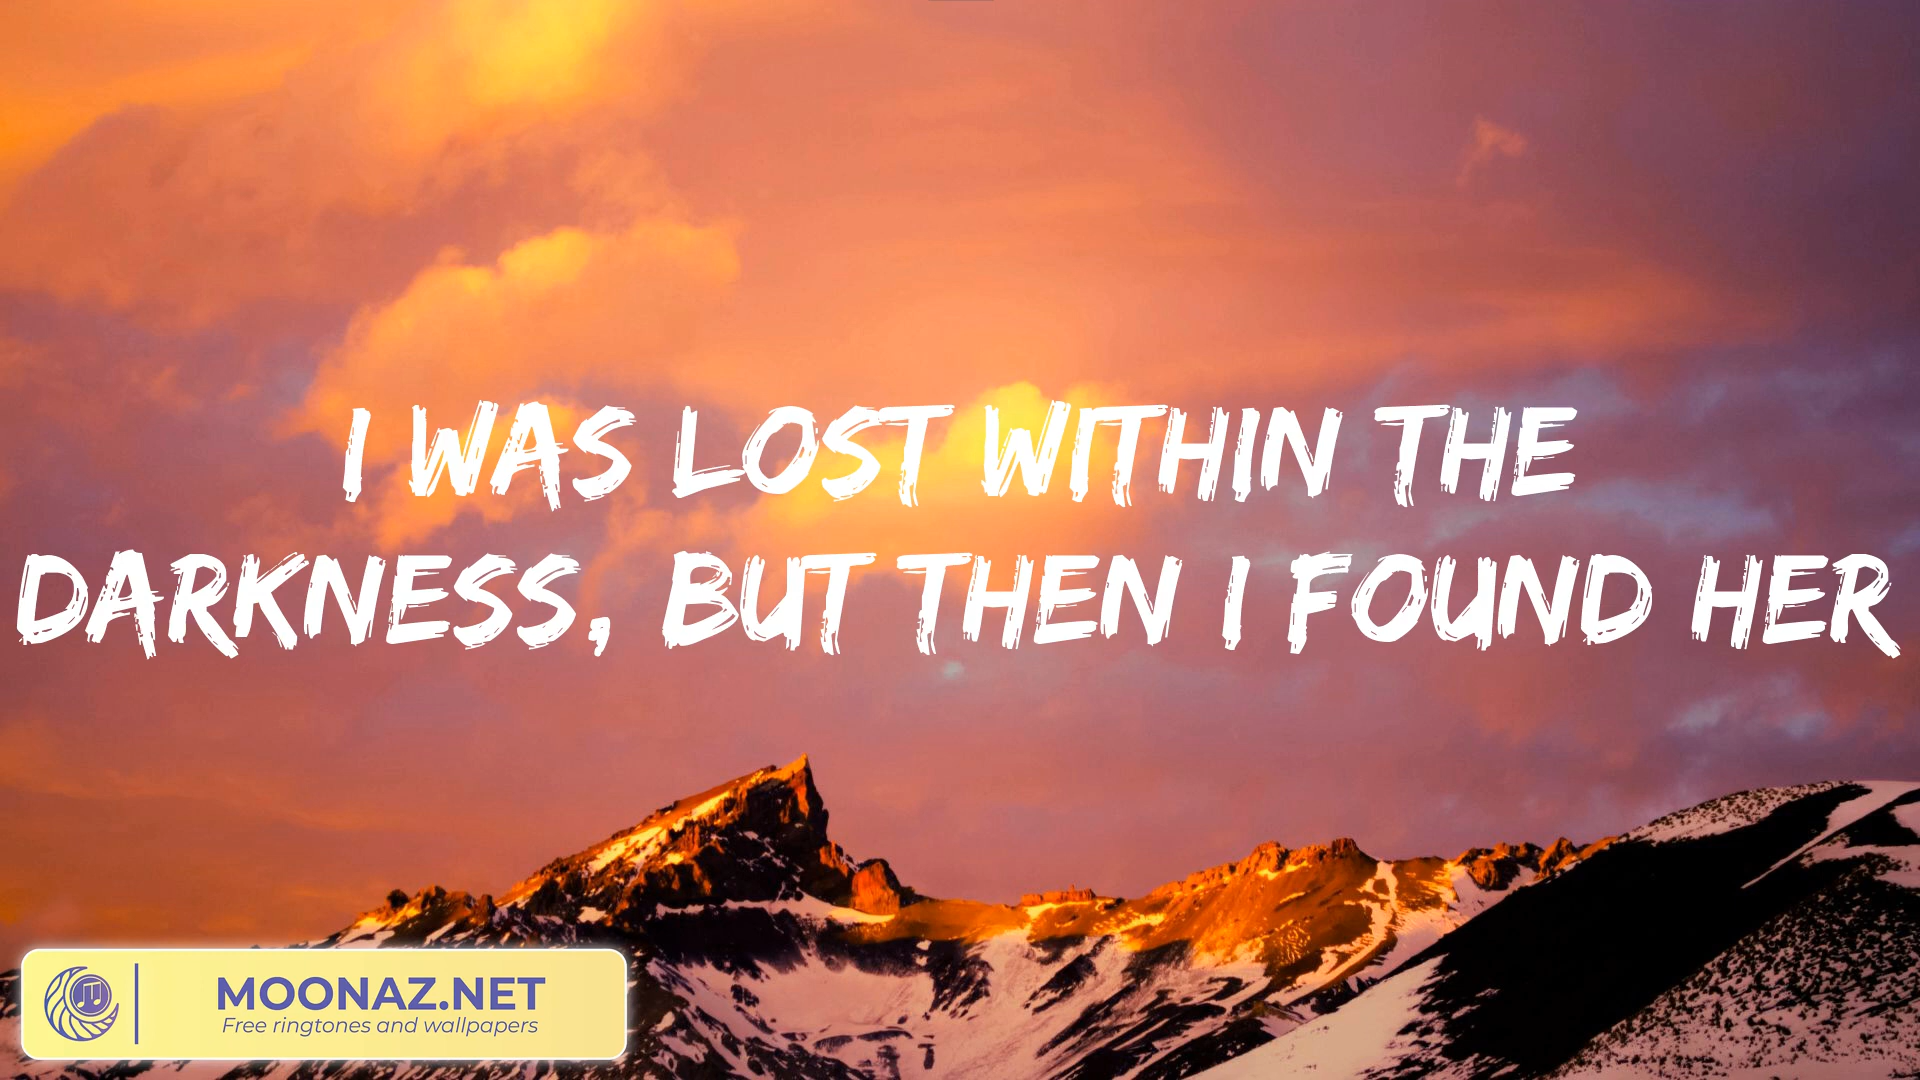 I WAS LOST WITHIN THE
DARKNESS, BUT THEN I FOUND HER
MOONAZ.NET
Free ringtones and wallpapers